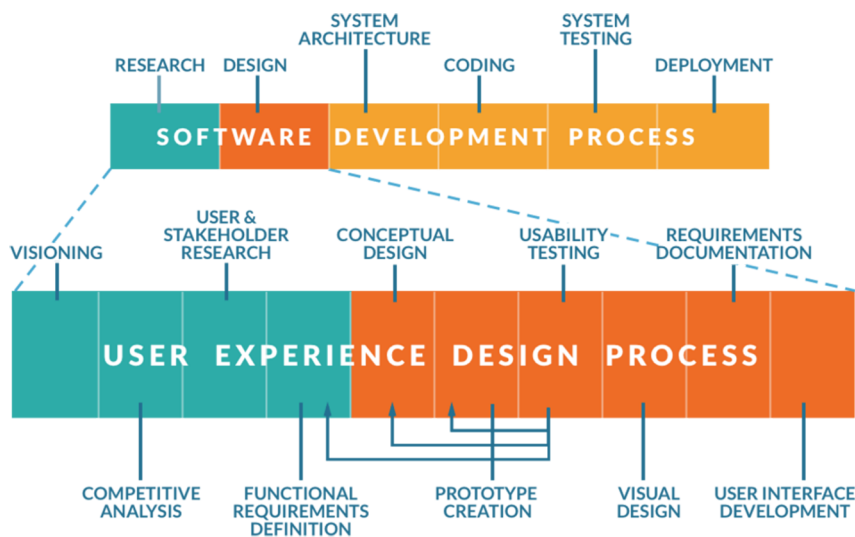 SYSTEM
ARCHITECTURE
SYSTEM
TESTING
RESEARCH
DESIGN
CODING
DEPLOYMENT
SOFTWARE DEVELOPMENT PROCESS
USER &
STAKEHOLDER
RESEARCH
VISIONING
CONCEPTUAL
DESIGN
USABILITY
TESTING
REQUIREMENTS
DOCUMENTATION
USER EXPERIENCE DESIGN PROCESS
COMPETITIVE
ANALYSIS
FUNCTIONAL
REQUIREMENTS
DEFINITION
PROTOTYPE
CREATION
VISUAL
DESIGN
USER INTERFACE
DEVELOPMENT